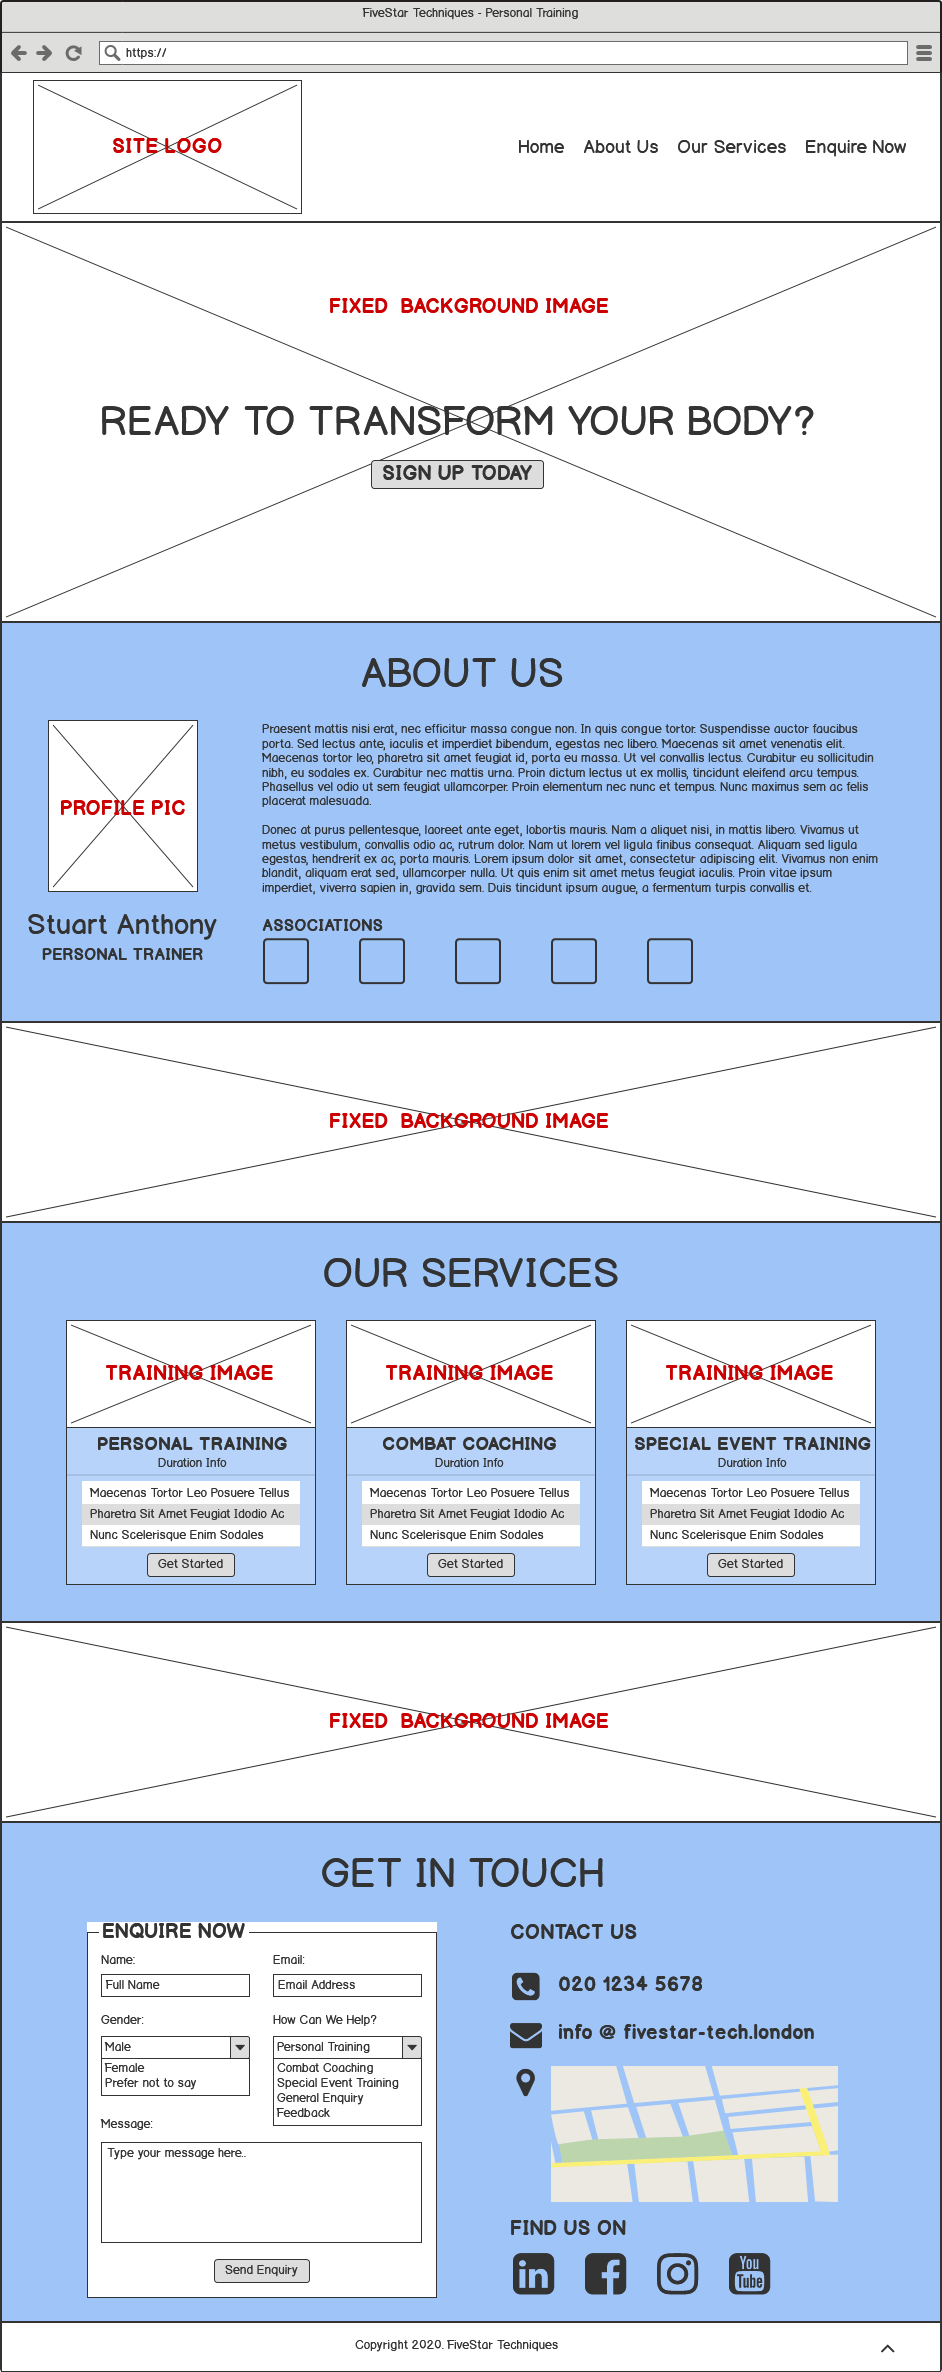 FiveStar Techniques - Personal Training
https://
SITE LOGO
Home About Us Our Services Enquire Now
FIXED BACKGROUND IMAGE
READY TO TRANSFORM YOUR BODY?
SIGN UP TODAY
ABOUT US
PROFILE PIC
Stuart Anthony
PERSONAL TRAINER
Praesent mattis nisi erat, nec efficitur massa congue non. In quis congue tortor. Suspendisse auctor faucibus
porta. Sed lectus ante, iaculis et imperdiet bibendum, egestas nec libero. Maecenas sit amet venenatis elit.
Maecenas tortor leo, pharetra sit amet feugiat id, porta eu massa. Ut vel convallis lectus. Curabitur eu sollicitudin
nibh, eu sodales ex. Curabitur nec mattis urna. Proin dictum lectus ut ex mollis, tincidunt eleifend arcu tempus.
Phasellus vel odio ut sem feugiat ullamcorper. Proin elementum nec nunc et tempus. Nunc maximus sem ac felis
placerat malesuada.
Donec at purus pellentesque, laoreet ante eget, lobortis mauris. Nam a aliquet nisi, in mattis libero. Vivamus ut
metus vestibulum, convallis odio ac, rutrum dolor. Nam ut lorem vel ligula finibus consequat. Aliquam sed ligula
egestas, hendrerit ex ac, porta mauris. Lorem ipsum dolor sit amet, consectetur adipiscing elit. Vivamus non enim
blandit, aliquam erat sed, ullamcorper nulla. Ut quis enim sit amet metus feugiat iaculis. Proin vitae ipsum
imperdiet, viverra sapien in, gravida sem. Duis tincidunt ipsum augue, a fermentum turpis convallis et.
ASSOCIATIONS
FIXED BACKGROUND IMAGE
OUR SERVICES
TRAINING IMAGE
PERSONAL TRAINING
Duration Info
Maecenas Tortor Leo Posuere Tellus
Pharetra Sit Amet Feugiat Idodio Ac
Nunc Scelerisque Enim Sodales
Get Started
TRAINING IMAGE
COMBAT COACHING
Duration Info
Maecenas Tortor Leo Posuere Tellus
Pharetra Sit Amet Feugiat Idodio Ac
Nunc Scelerisque Enim Sodales
Get Started
TRAINING IMAGE
SPECIAL EVENT TRAINING
Duration Info
Maecenas Tortor Leo Posuere Tellus
Pharetra Sit Amet Feugiat Idodio Ac
Nunc Scelerisque Enim Sodales
Get Started
FIXED BACKGROUND IMAGE
GET IN TOUCH
ENQUIRE NOW
Name:
Full Name
Email:
Email Address
Gender:
Male
Female
Prefer not to say
How Can We Help?
Personal Training
Combat Coaching
Special Event Training
General Enquiry
Feedback
Message:
Type your message here..
Send Enquiry
CONTACT US
020 1234 5678
info @ fivestar-tech.london
FIND US ON
in
You
Tube
Copyright 2020. FiveStar Techniques